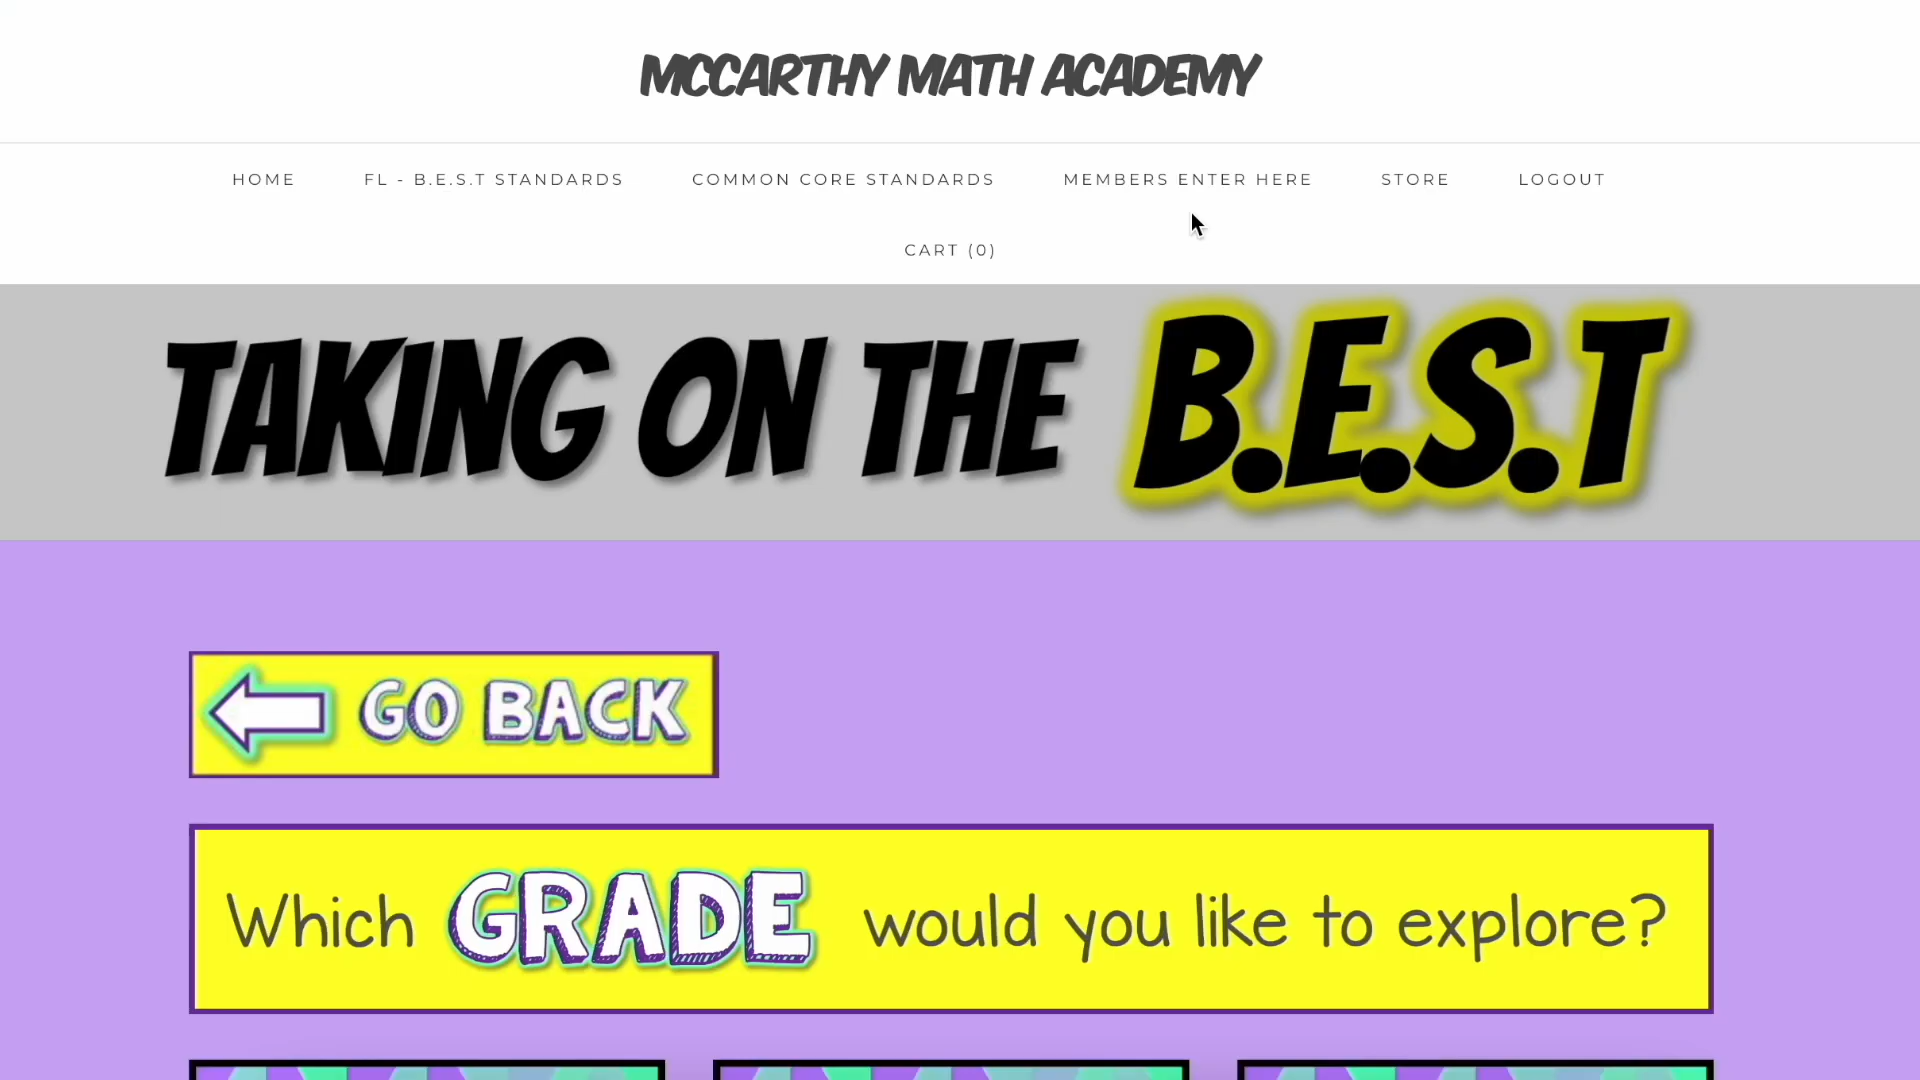 MCCARTHY MATH ACADEMY
HOME FL - B.E.S.T STANDARDS COMMON CORE STANDARDS MEMBERS ENTER HERE STORE LOGOUT
CART (0)
TAKING ON THE B.E.S.T
GO BACK
Which GRADE would you like to explore?